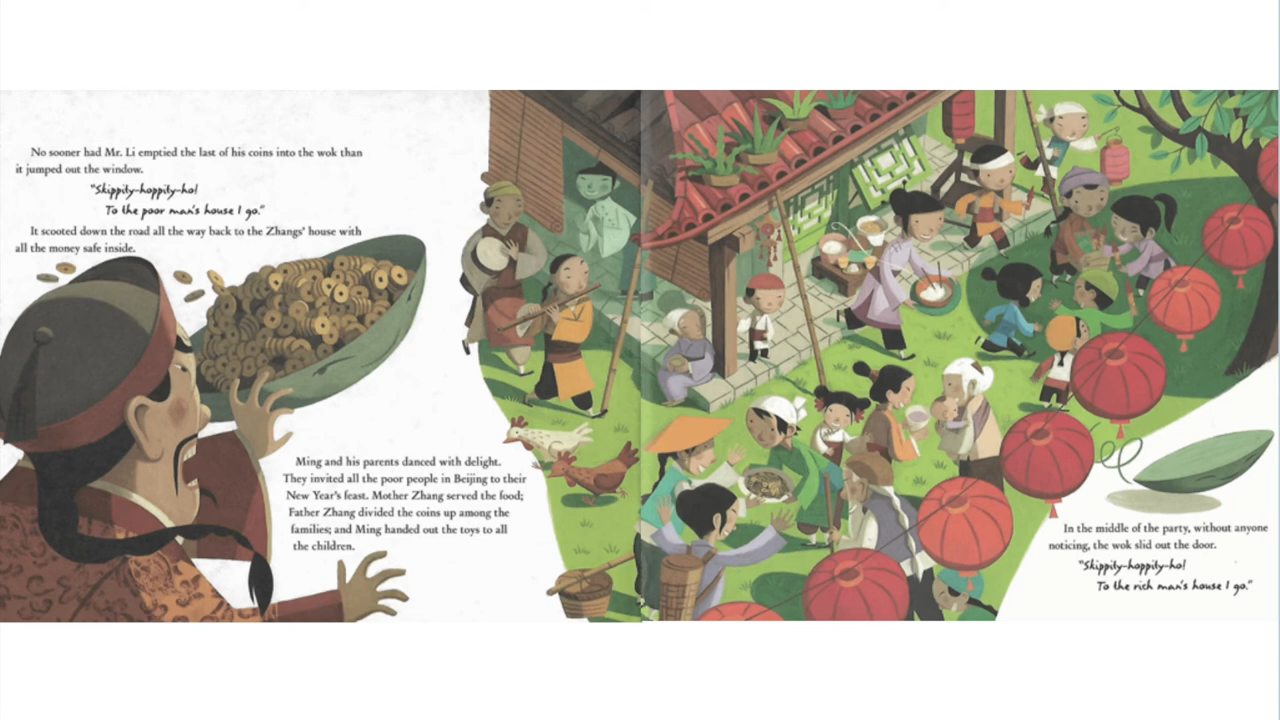 No sooner had Mr. Li emptied the last of his coins into the wok than
it jumped out the window.
"Skippity-hoppity-ho!
To the poor man's house I go."
It scooted down the road all the way back to the Zhangs' house with
all the money safe inside.
Ming and his parents danced with delight.
They invited all the poor people in Beijing to their
New Year's feast. Mother Zhang served the food;
Father Zhang divided the coins up among the
families; and Ming handed out the toys to all
the children.
In the middle of the party, without anyone
noticing, the wok slid out the door.
"Skippity-hoppity-ho!
To the rich man's house I go."